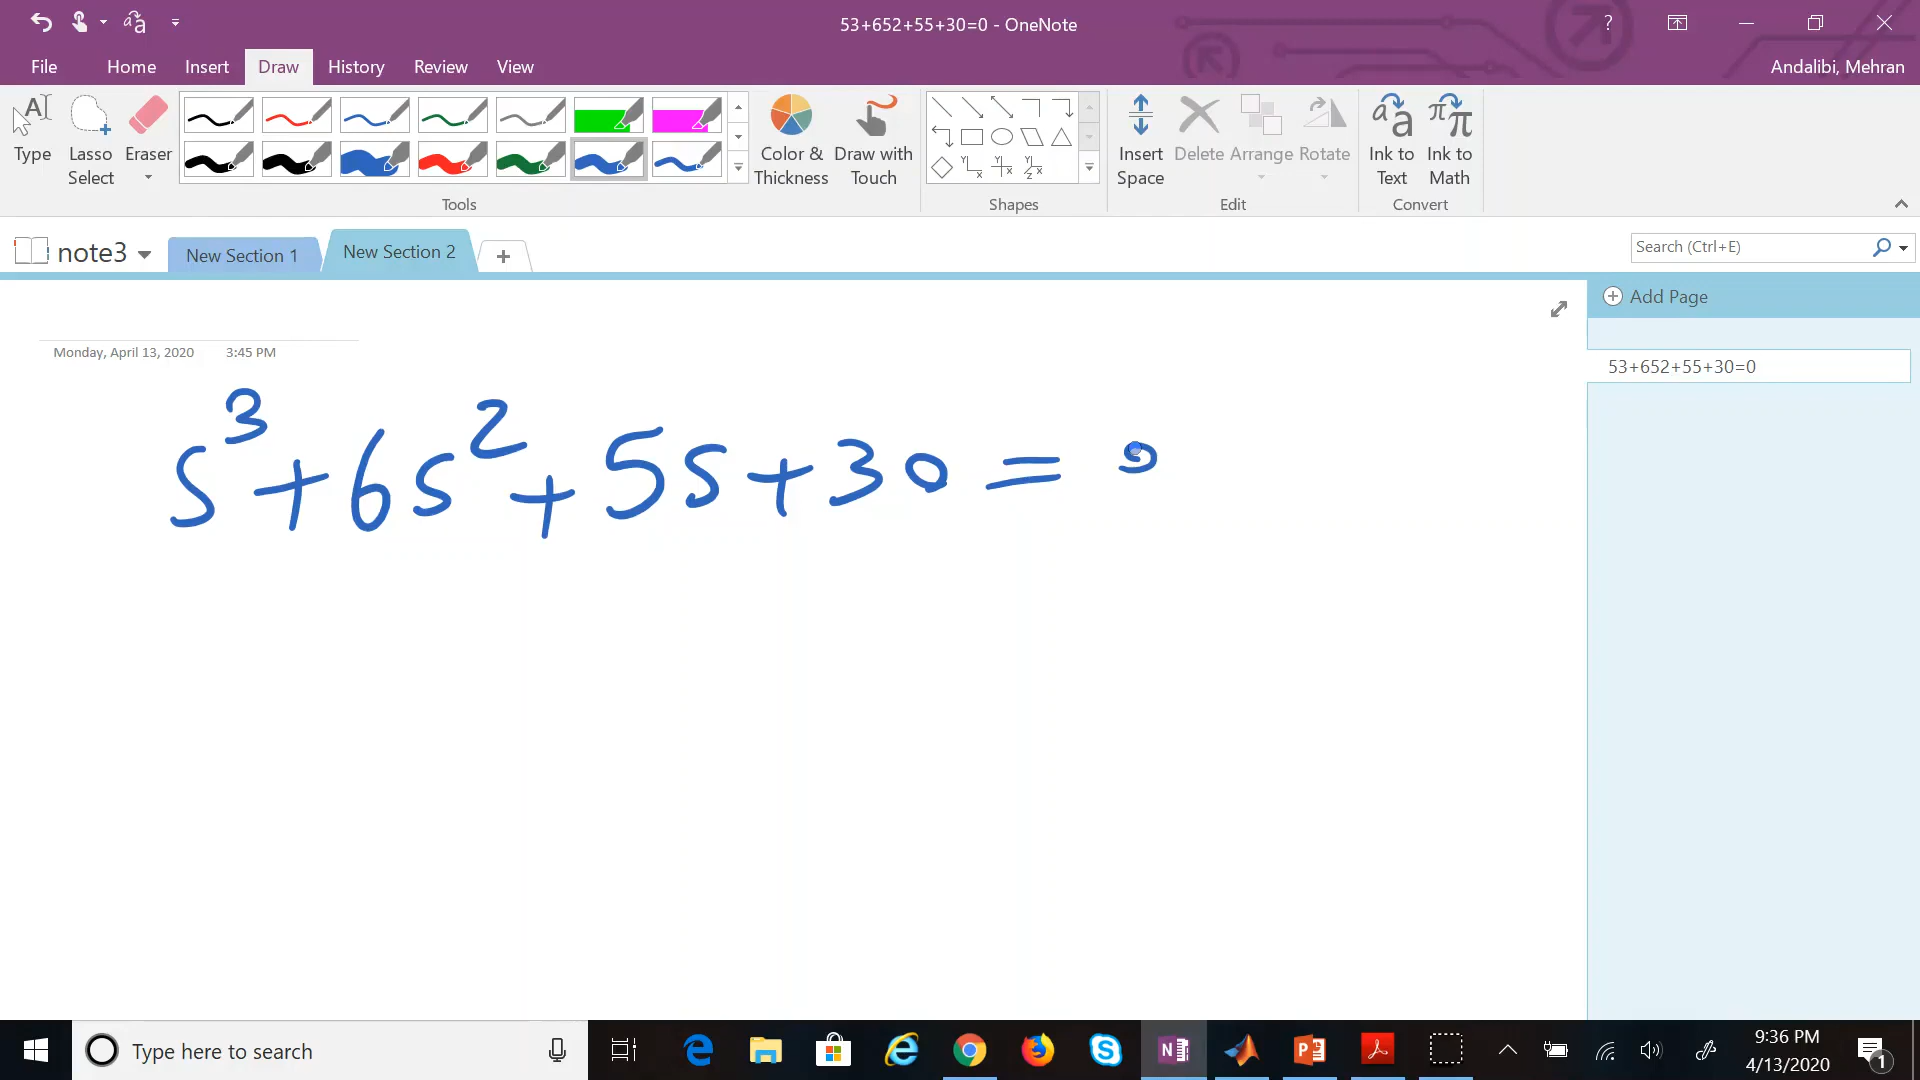 53+652+55+30=0 - OneNote
?
File Home Insert Draw History Review View
Andalibi, Mehran
Type Lasso Select Eraser Color & Thickness Draw with Touch Insert Space Delete Arrange Rotate Ink to Text Ink to Math
Tools Shapes Edit Convert
note3 New Section 1 New Section 2 +
Search (Ctrl+E)
Add Page
53+652+55+30=0
Monday, April 13, 2020 3:45 PM
s³+6s²+5s+30=0
Type here to search
9:36 PM
4/13/2020
1